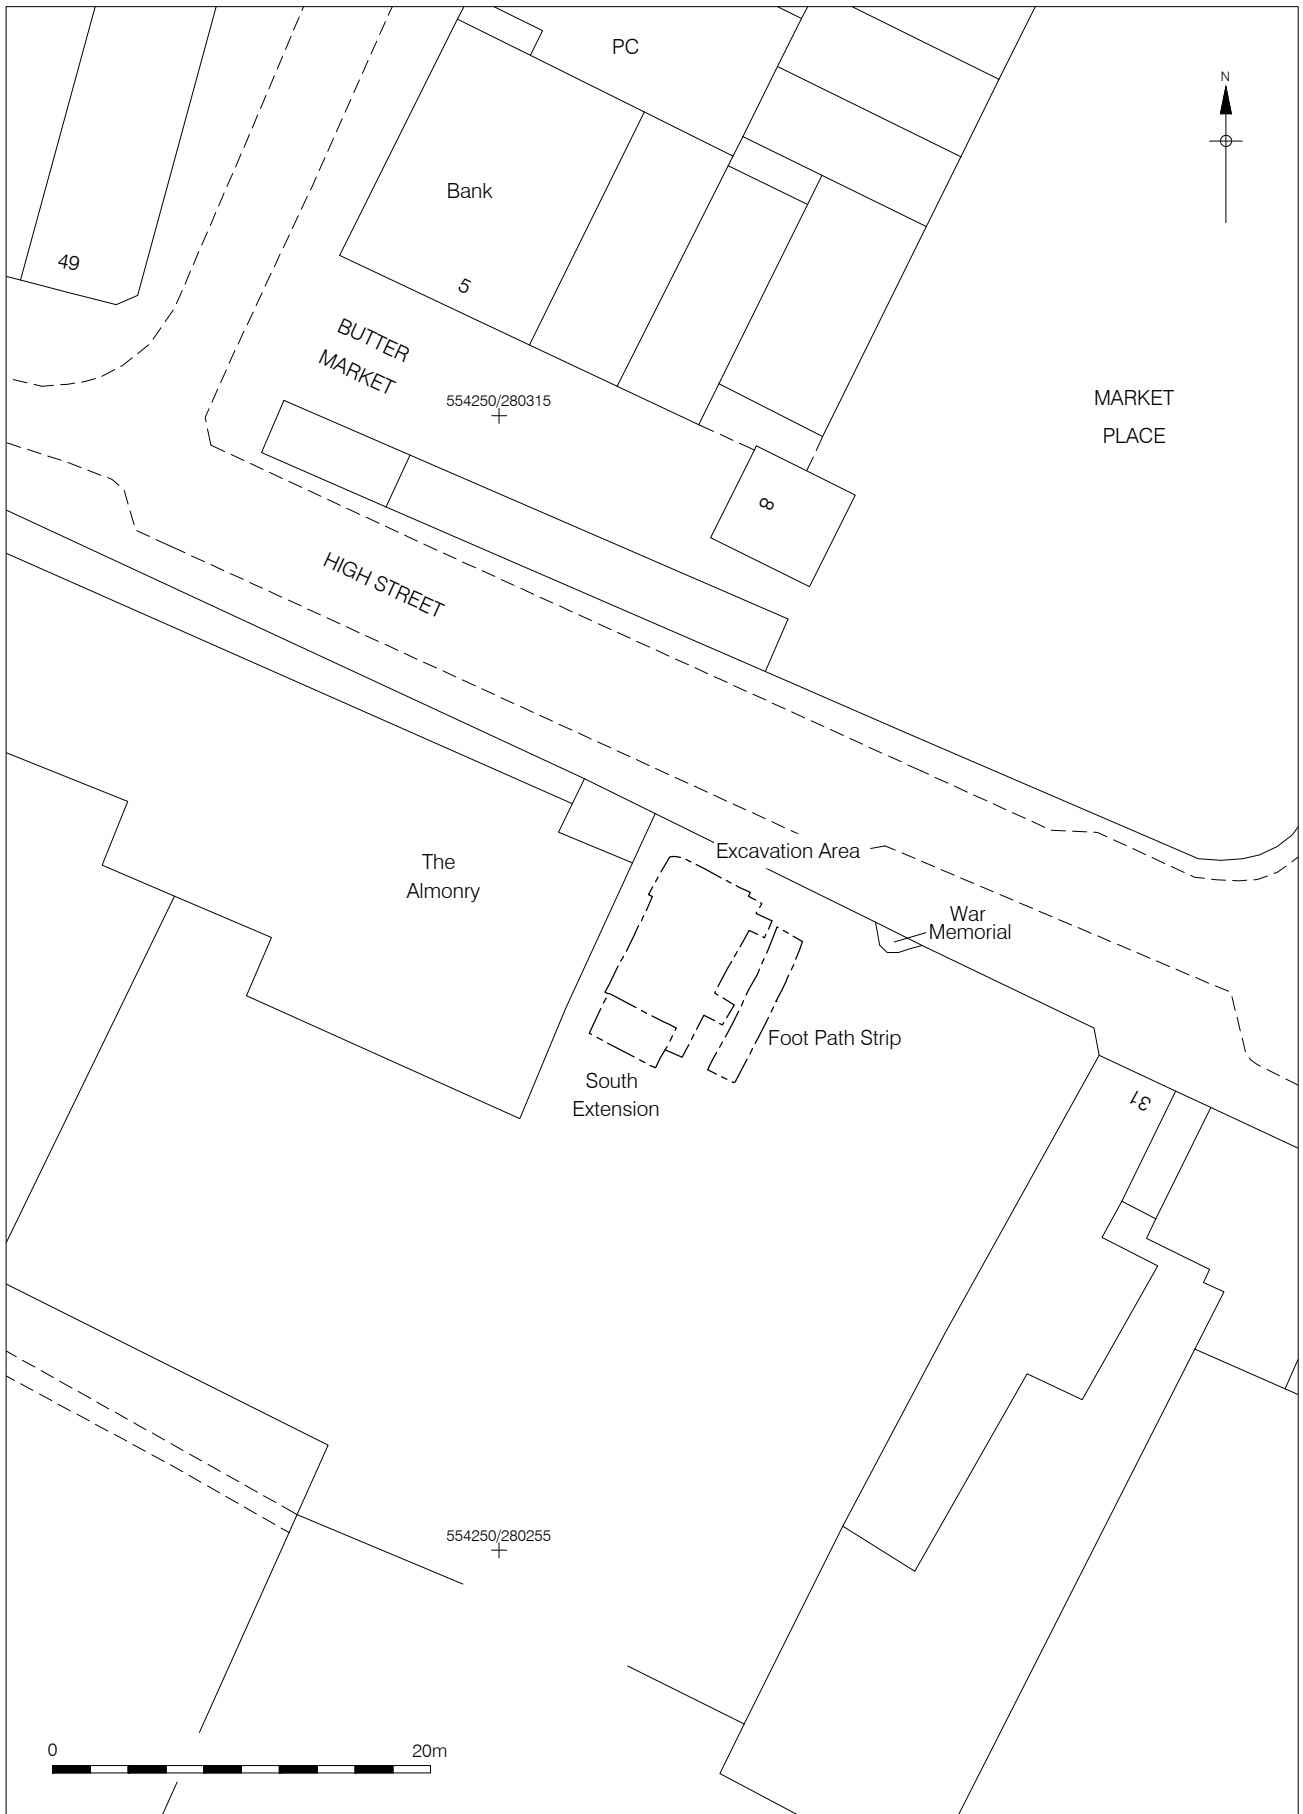 PC
N
Bank
49
5
BUTTER
MARKET
554250/280315
MARKET
PLACE
8
HIGH STREET
Excavation Area
The
Almonry
War
Memorial
Foot Path Strip
South
Extension
31
554250/280255
0 20m